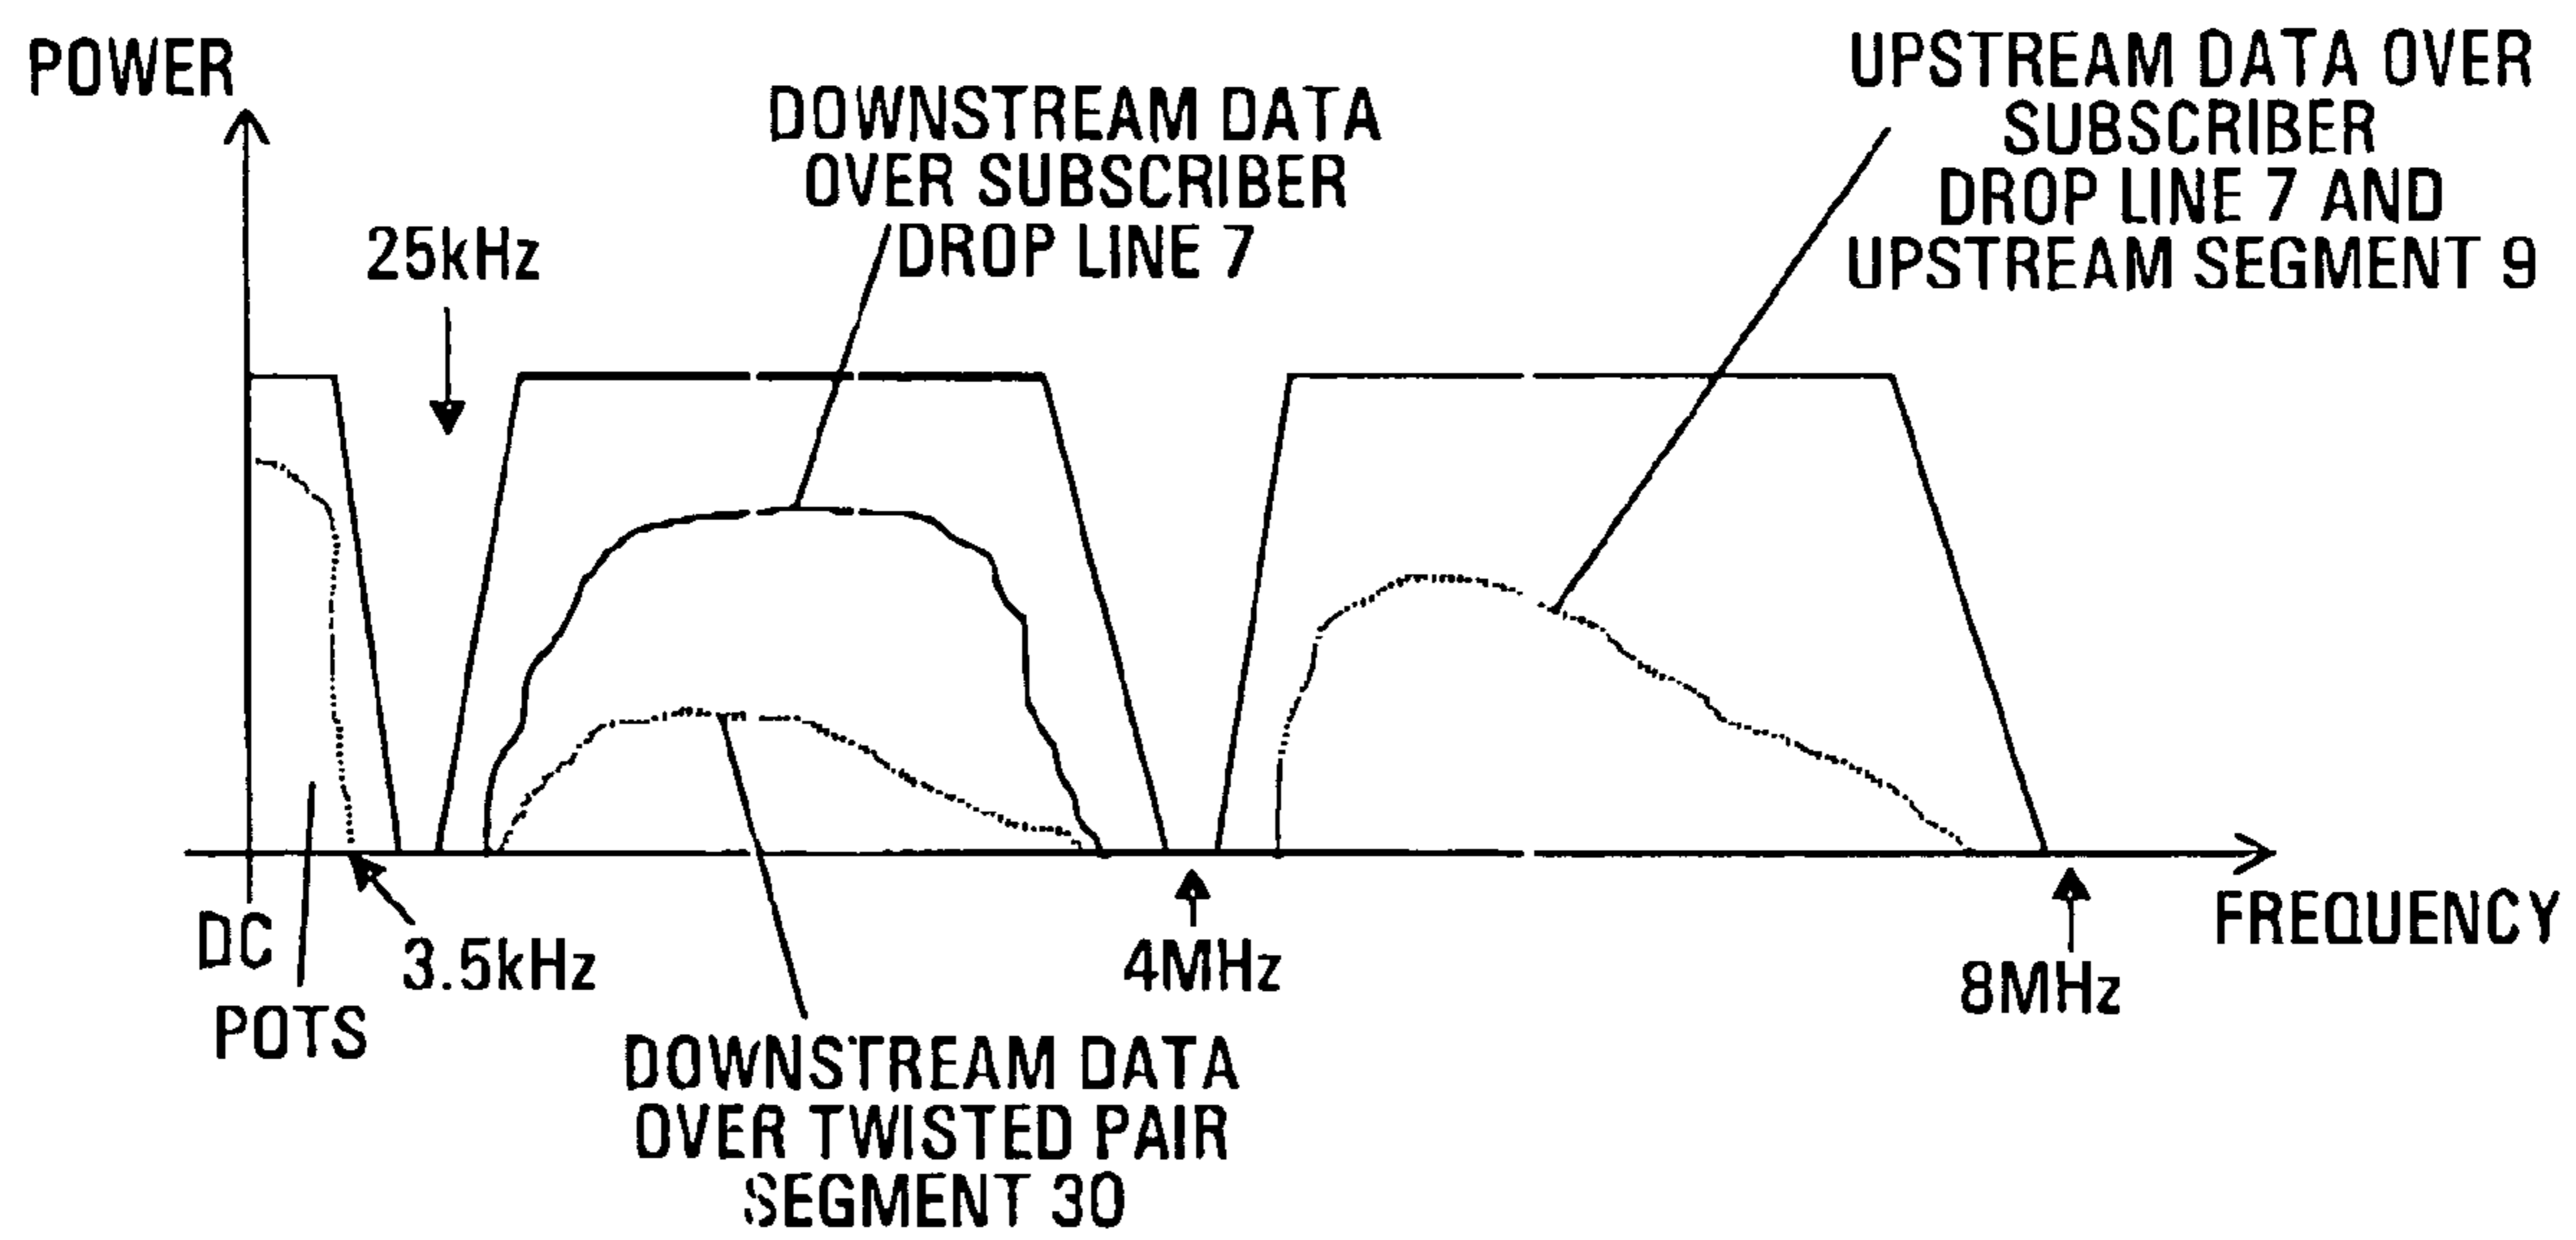 POWER
25kHz
DOWNSTREAM DATA
OVER SUBSCRIBER
DROP LINE 7
UPSTREAM DATA OVER
SUBSCRIBER
DROP LINE 7 AND
UPSTREAM SEGMENT 9
DC
POTS
3.5kHz
DOWNSTREAM DATA
OVER TWISTED PAIR
SEGMENT 30
4MHz
8MHz
FREQUENCY